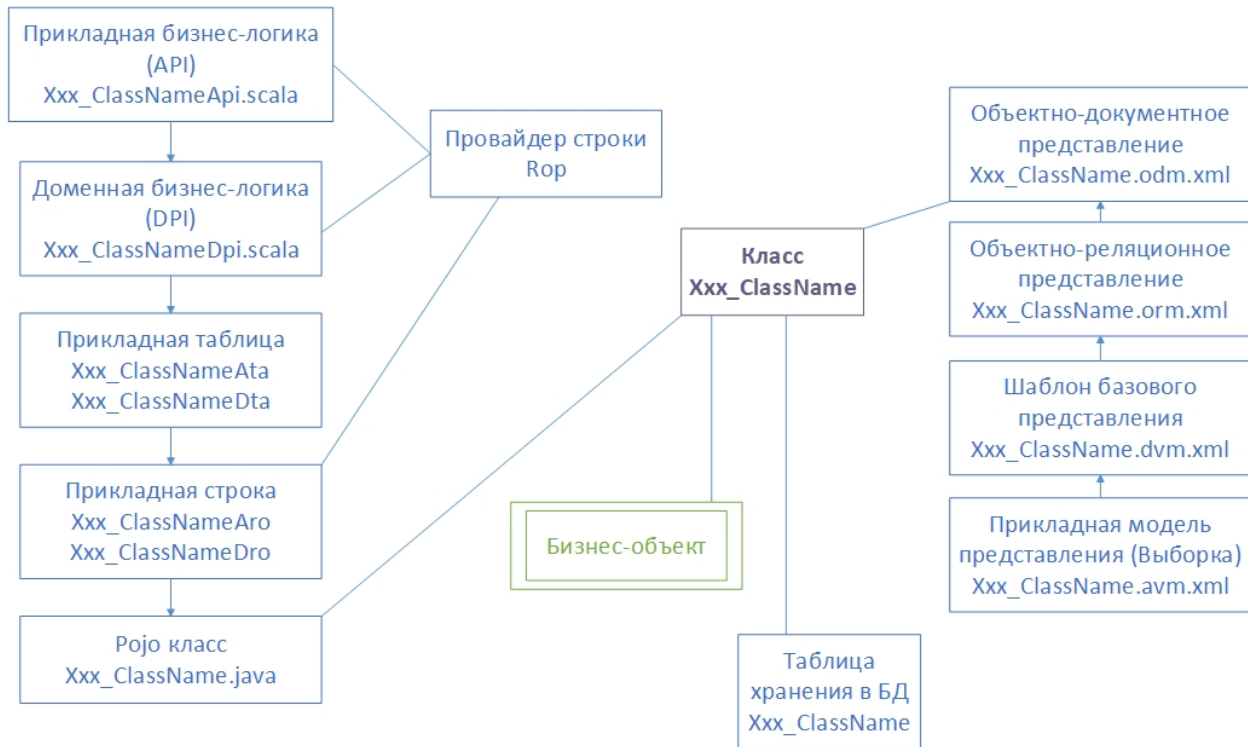 Прикладная бизнес-логика
(API)
Xxx_ClassNameApi.scala
Доменная бизнес-логика
(DPI)
Xxx_ClassNameDpi.scala
Прикладная таблица
Xxx_ClassNameAta
Xxx_ClassNameDta
Прикладная строка
Xxx_ClassNameAro
Xxx_ClassNameDro
Pojo класс
Xxx_ClassName.java
Провайдер строки
Rop
Класс
Xxx_ClassName
Бизнес-объект
Таблица
хранения в БД
Xxx_ClassName
Объектно-документное
представление
Xxx_ClassName.odm.xml
Объектно-реляционное
представление
Xxx_ClassName.orm.xml
Шаблон базового
представления
Xxx_ClassName.dvm.xml
Прикладная модель
представления (Выборка)
Xxx_ClassName.avm.xml